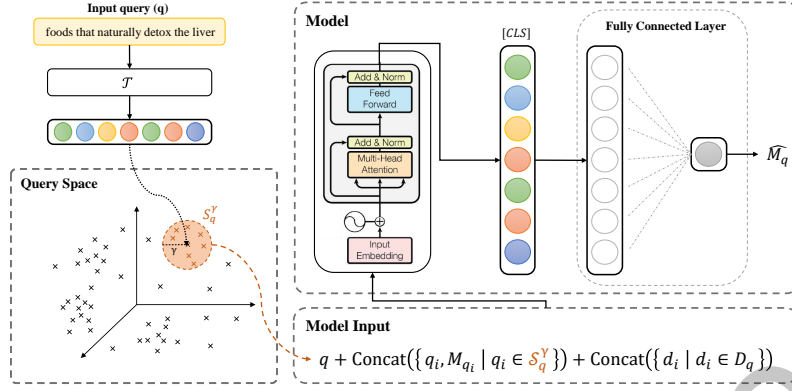 Input query (q)
foods that naturally detox the liver
𝒯
Query Space
𝒮_q^γ
γ
Model
Add & Norm
Feed
Forward
Add & Norm
Multi-Head
Attention
Input
Embedding
[CLS]
Fully Connected Layer
\widehat{M_q}
Model Input
q + Concat({ q_i, M_{q_i} | q_i ∈ 𝒮_q^γ }) + Concat({ d_i | d_i ∈ D_q })